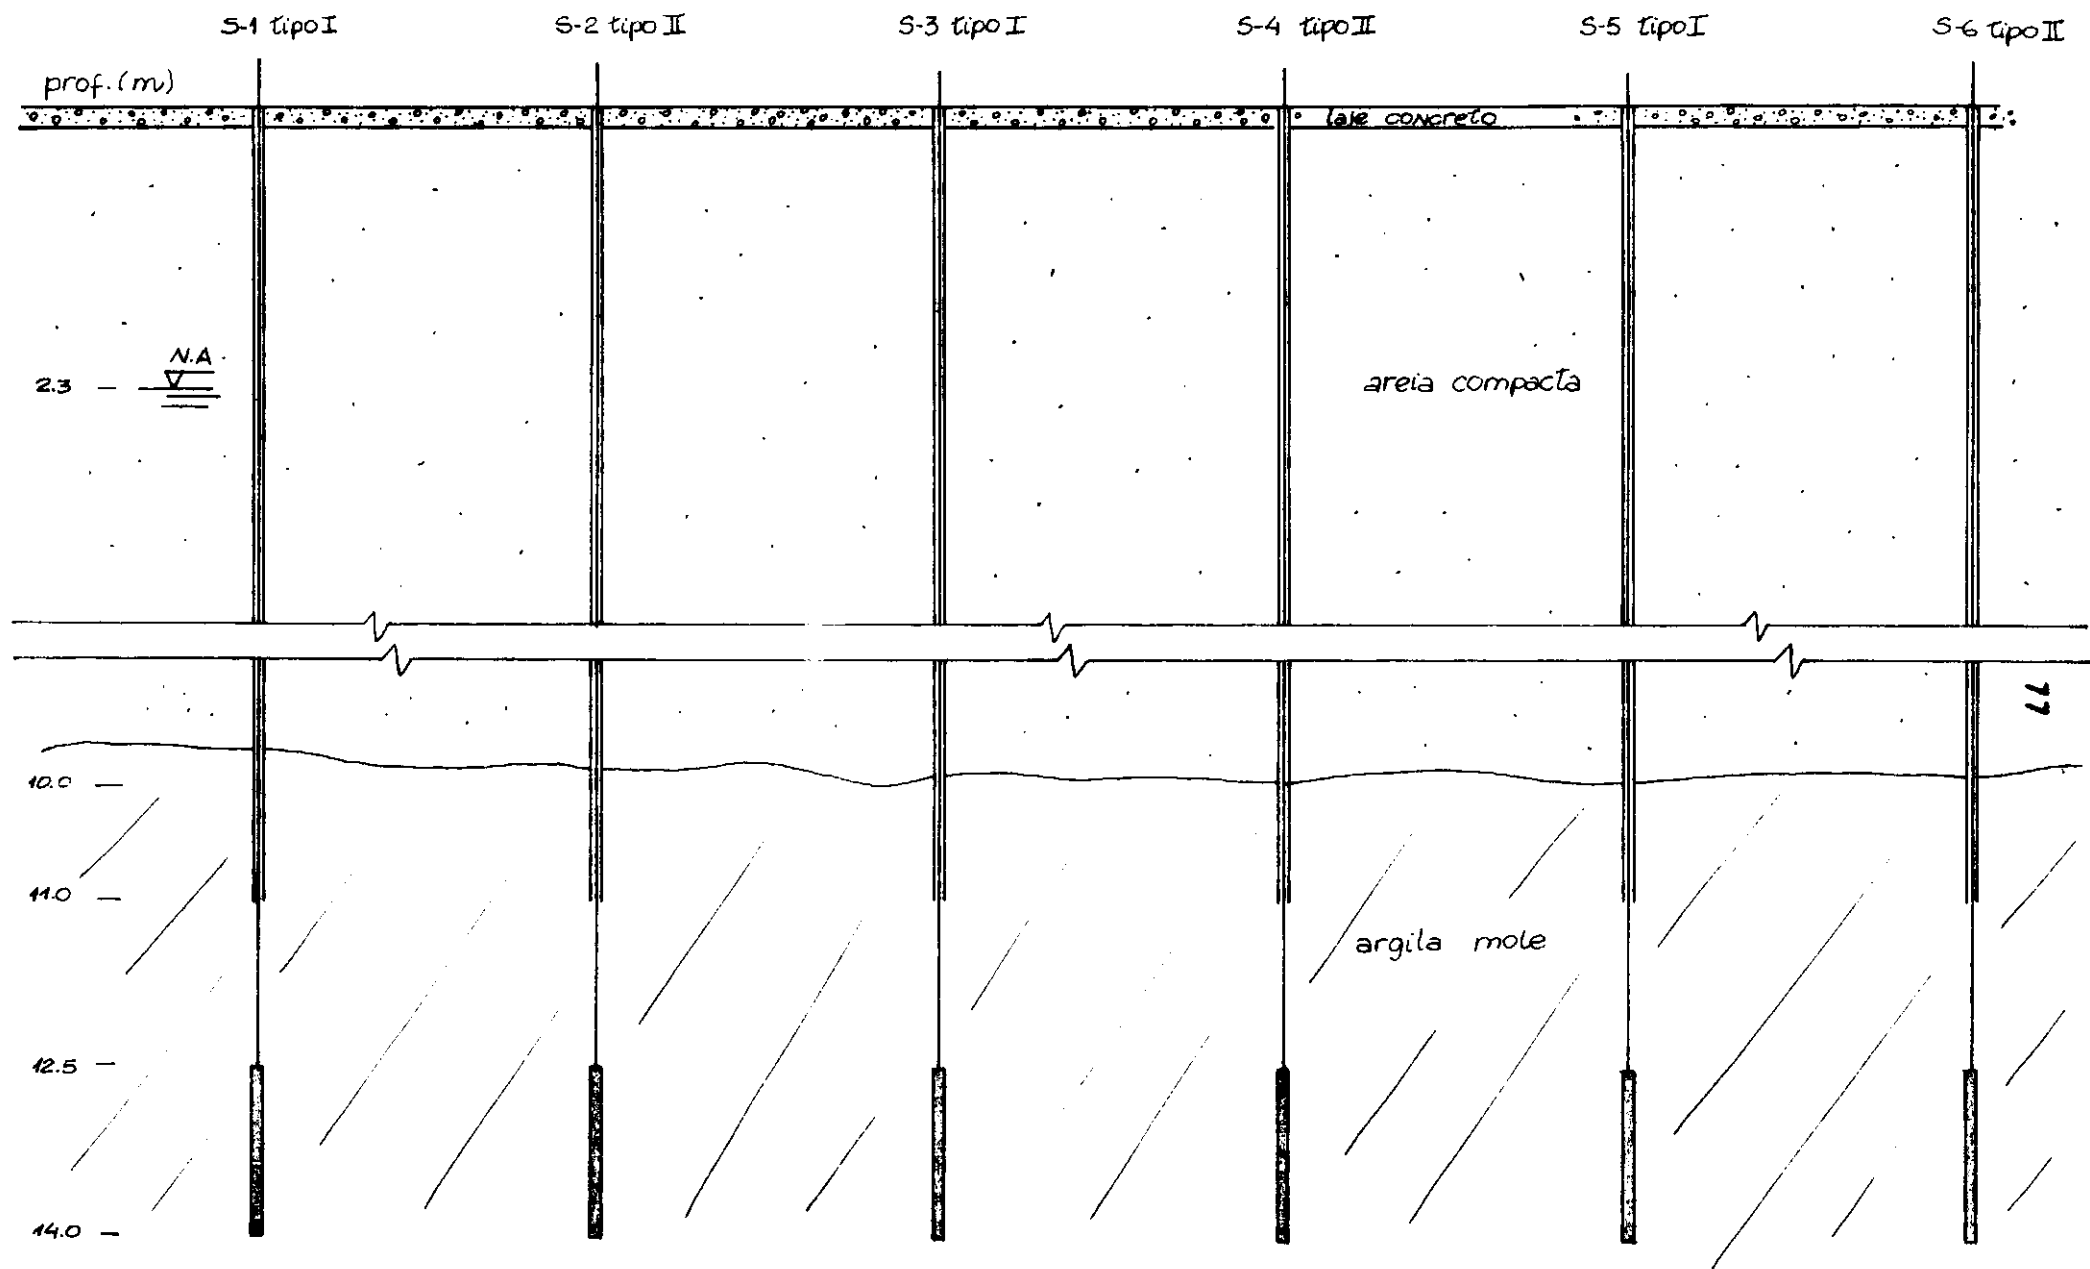 S-1 tipo I
S-2 tipo II
S-3 tipo I
S-4 tipo II
S-5 tipo I
S-6 tipo II
prof. (m)
laje concreto
N.A
2.3
areia compacta
77
10.0
11.0
argila mole
12.5
14.0